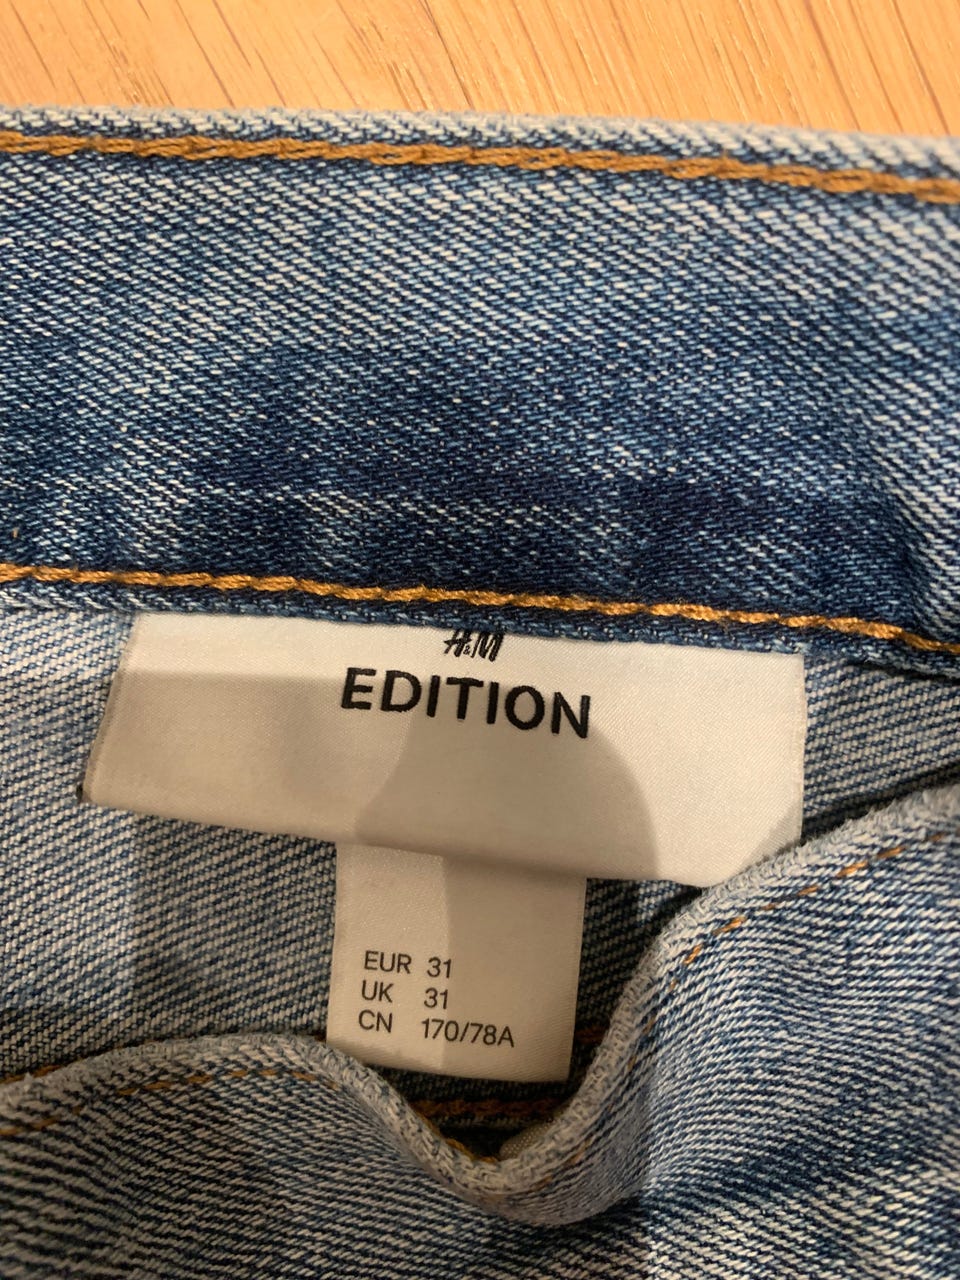 H&M
EDITION
EUR 31
UK 31
CN 170/78A